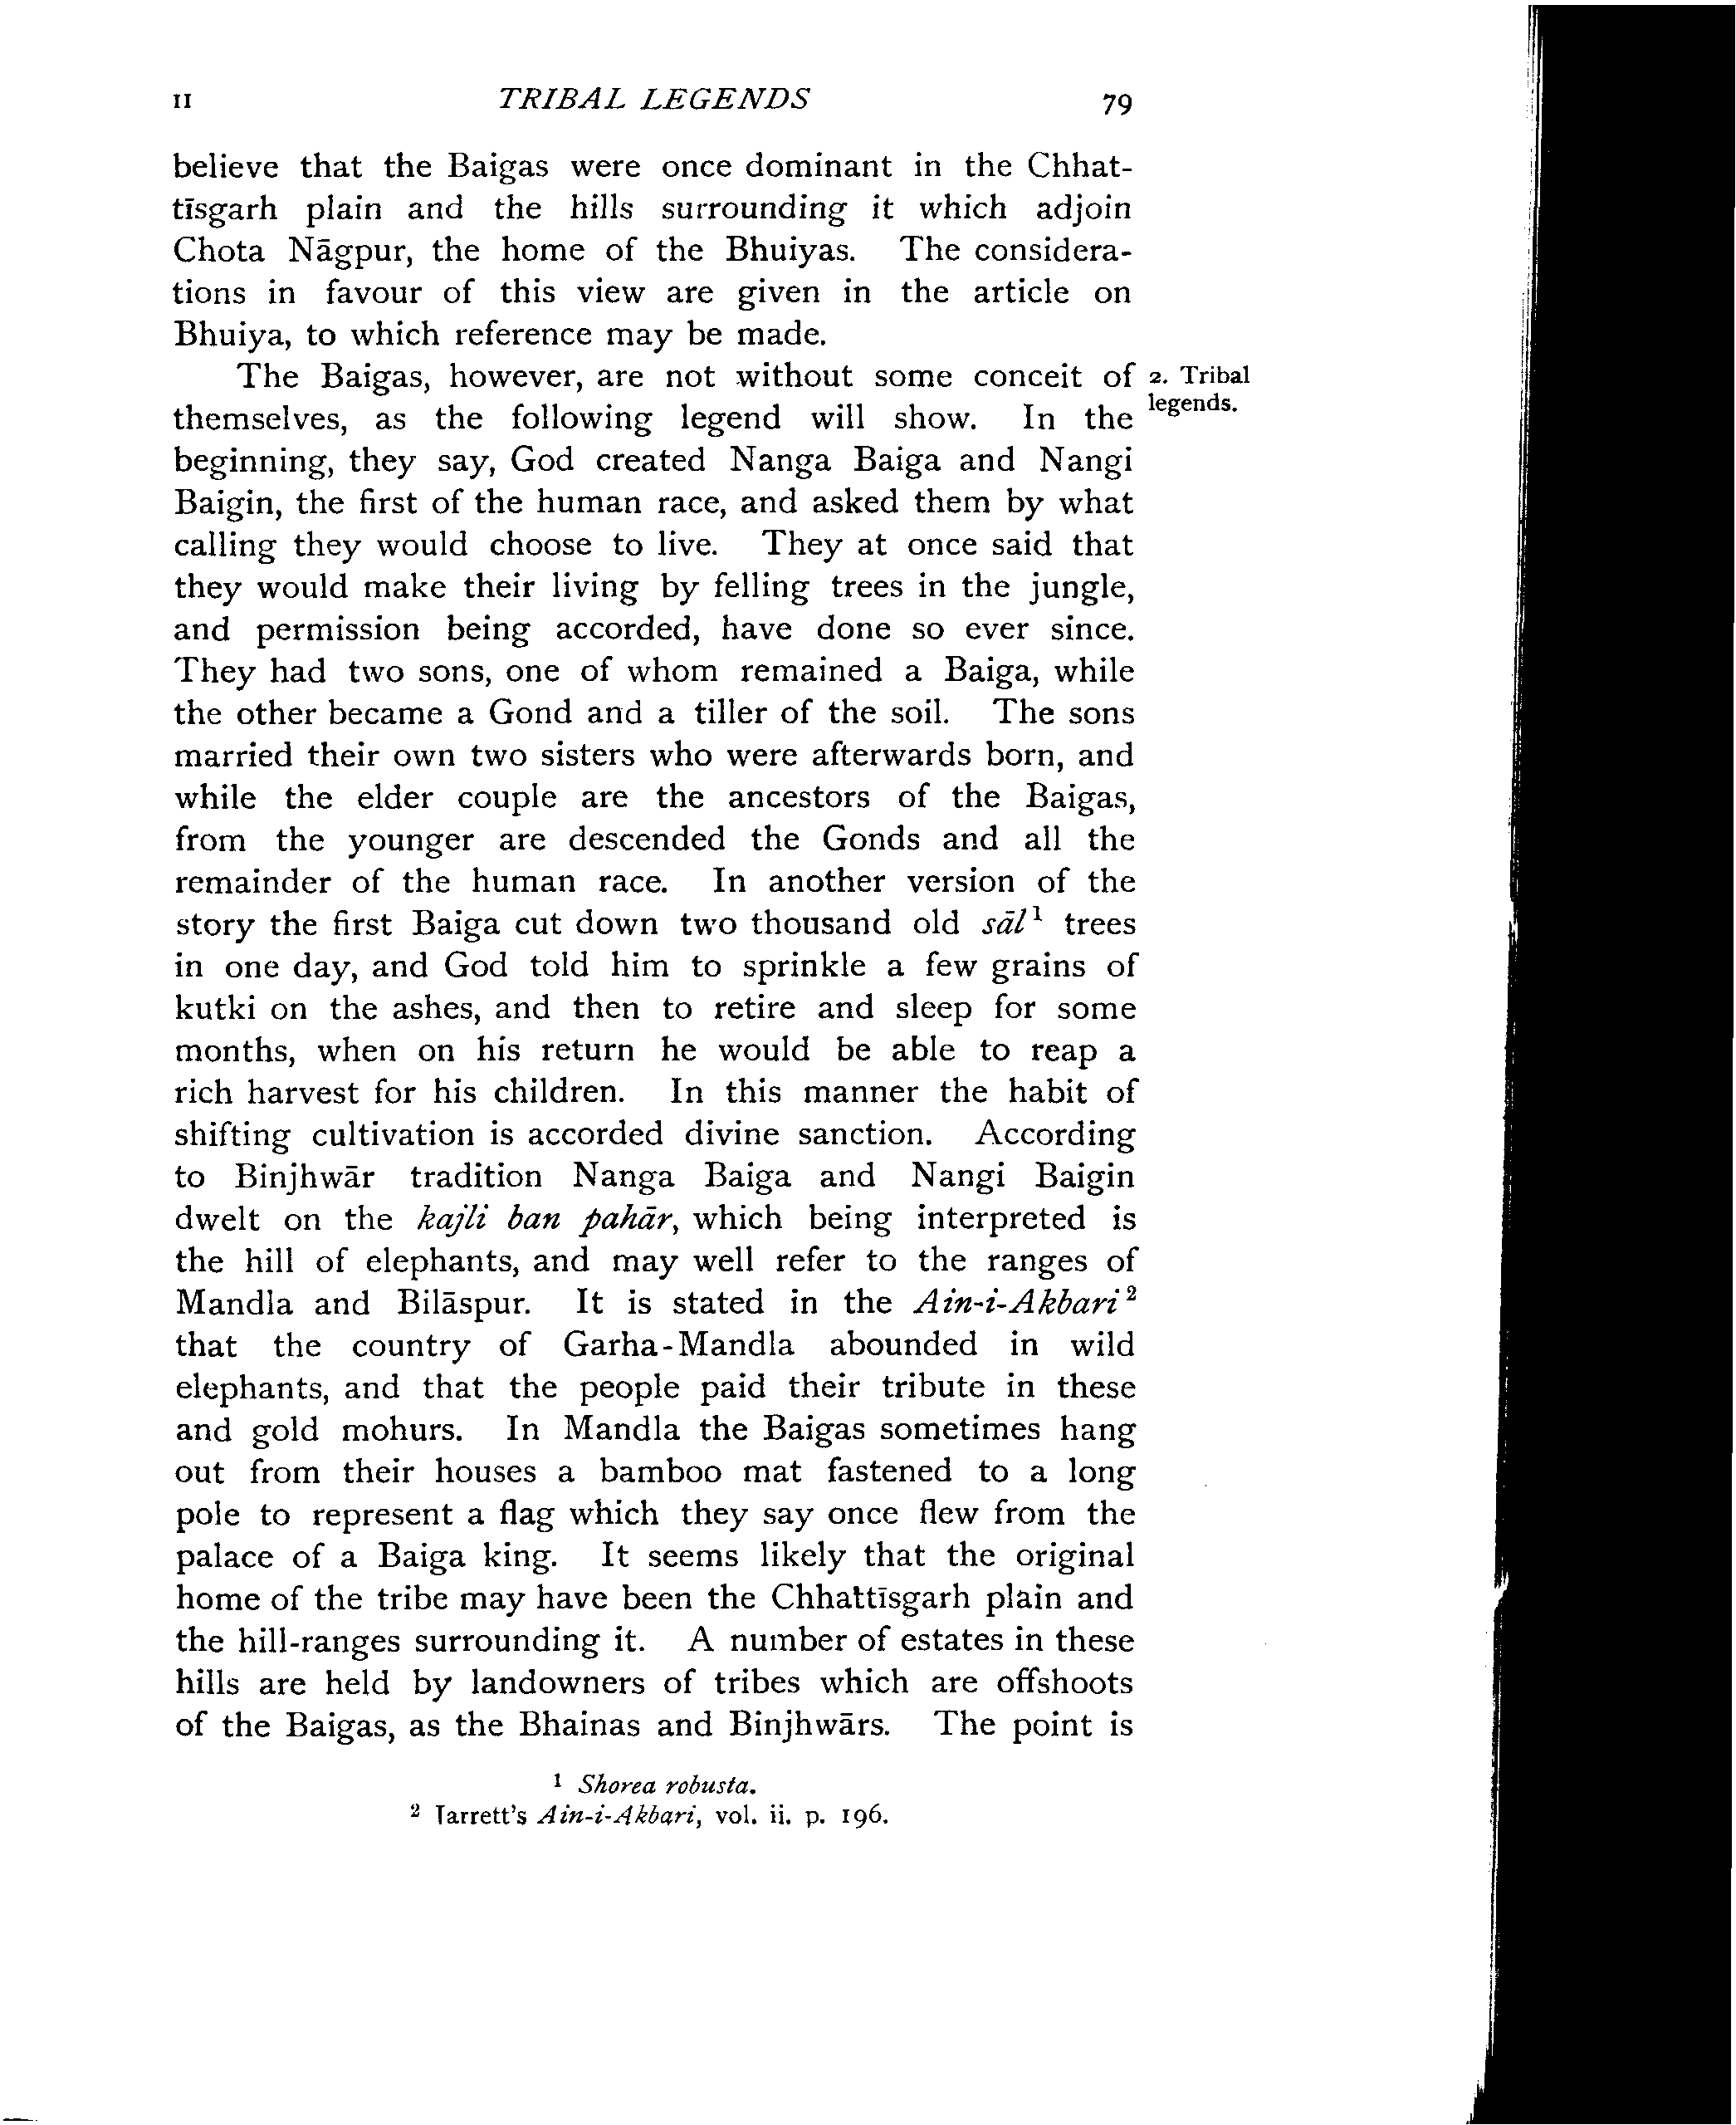 II TRIBAL LEGENDS 79
believe that the Baigas were once dominant in the Chhat-
tīsgarh plain and the hills surrounding it which adjoin
Chota Nāgpur, the home of the Bhuiyas. The considera-
tions in favour of this view are given in the article on
Bhuiya, to which reference may be made.
The Baigas, however, are not without some conceit of
2. Tribal
legends.
themselves, as the following legend will show. In the
beginning, they say, God created Nanga Baiga and Nangi
Baigin, the first of the human race, and asked them by what
calling they would choose to live. They at once said that
they would make their living by felling trees in the jungle,
and permission being accorded, have done so ever since.
They had two sons, one of whom remained a Baiga, while
the other became a Gond and a tiller of the soil. The sons
married their own two sisters who were afterwards born, and
while the elder couple are the ancestors of the Baigas,
from the younger are descended the Gonds and all the
remainder of the human race. In another version of the
story the first Baiga cut down two thousand old sāl¹ trees
in one day, and God told him to sprinkle a few grains of
kutki on the ashes, and then to retire and sleep for some
months, when on his return he would be able to reap a
rich harvest for his children. In this manner the habit of
shifting cultivation is accorded divine sanction. According
to Binjhwār tradition Nanga Baiga and Nangi Baigin
dwelt on the kajli ban pahār, which being interpreted is
the hill of elephants, and may well refer to the ranges of
Mandla and Bilāspur. It is stated in the Ain-i-Akbari²
that the country of Garha-Mandla abounded in wild
elephants, and that the people paid their tribute in these
and gold mohurs. In Mandla the Baigas sometimes hang
out from their houses a bamboo mat fastened to a long
pole to represent a flag which they say once flew from the
palace of a Baiga king. It seems likely that the original
home of the tribe may have been the Chhattīsgarh plain and
the hill-ranges surrounding it. A number of estates in these
hills are held by landowners of tribes which are offshoots
of the Baigas, as the Bhainas and Binjhwārs. The point is
¹ Shorea robusta.
² Tarrett's Ain-i-Akbari, vol. ii. p. 196.